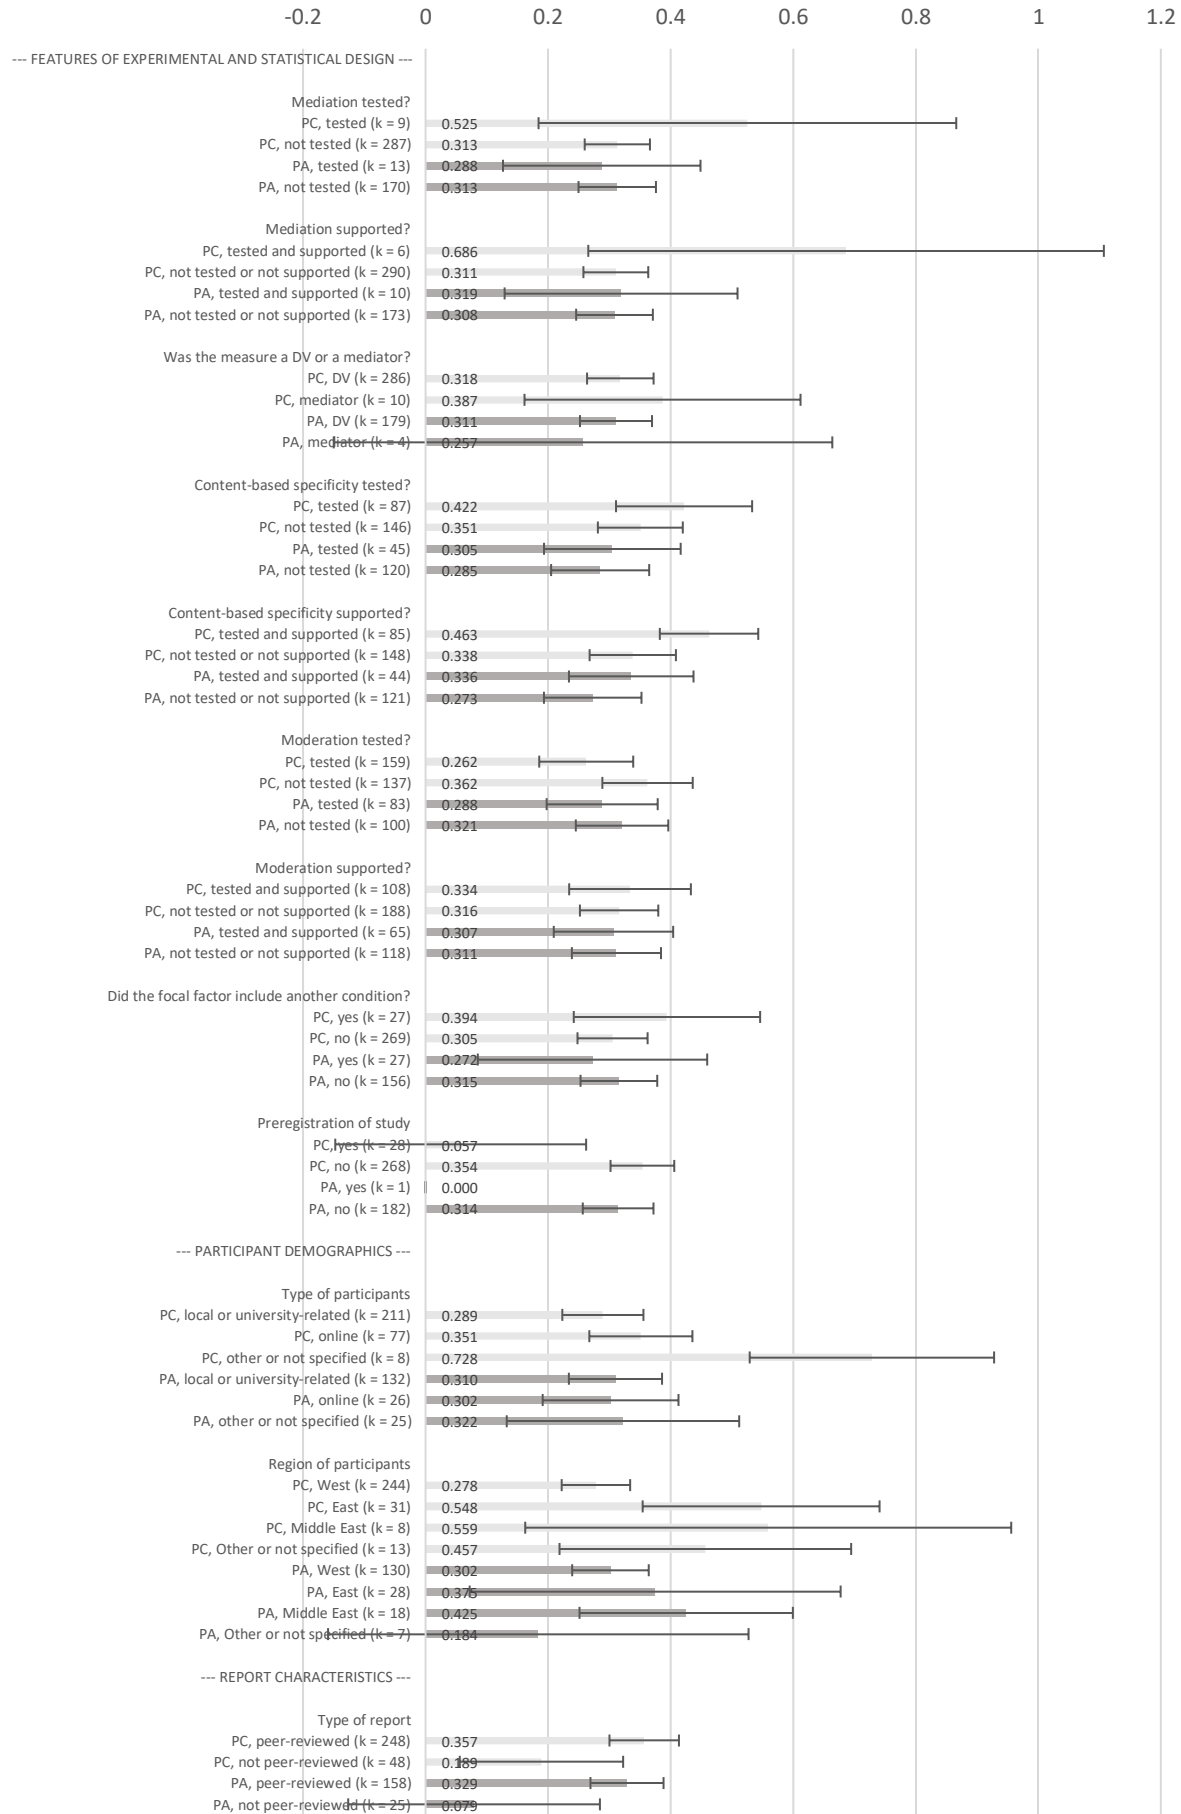 -0.2 0 0.2 0.4 0.6 0.8 1 1.2
--- FEATURES OF EXPERIMENTAL AND STATISTICAL DESIGN ---
Mediation tested?
PC, tested (k = 9) 0.525
PC, not tested (k = 287) 0.313
PA, tested (k = 13) 0.288
PA, not tested (k = 170) 0.313
Mediation supported?
PC, tested and supported (k = 6) 0.686
PC, not tested or not supported (k = 290) 0.311
PA, tested and supported (k = 10) 0.319
PA, not tested or not supported (k = 173) 0.308
Was the measure a DV or a mediator?
PC, DV (k = 286) 0.318
PC, mediator (k = 10) 0.387
PA, DV (k = 179) 0.311
PA, mediator (k = 4) 0.257
Content-based specificity tested?
PC, tested (k = 87) 0.422
PC, not tested (k = 146) 0.351
PA, tested (k = 45) 0.305
PA, not tested (k = 120) 0.285
Content-based specificity supported?
PC, tested and supported (k = 85) 0.463
PC, not tested or not supported (k = 148) 0.338
PA, tested and supported (k = 44) 0.336
PA, not tested or not supported (k = 121) 0.273
Moderation tested?
PC, tested (k = 159) 0.262
PC, not tested (k = 137) 0.362
PA, tested (k = 83) 0.288
PA, not tested (k = 100) 0.321
Moderation supported?
PC, tested and supported (k = 108) 0.334
PC, not tested or not supported (k = 188) 0.316
PA, tested and supported (k = 65) 0.307
PA, not tested or not supported (k = 118) 0.311
Did the focal factor include another condition?
PC, yes (k = 27) 0.394
PC, no (k = 269) 0.305
PA, yes (k = 27) 0.272
PA, no (k = 156) 0.315
Preregistration of study
PC, yes (k = 28) 0.057
PC, no (k = 268) 0.354
PA, yes (k = 1) 0.000
PA, no (k = 182) 0.314
--- PARTICIPANT DEMOGRAPHICS ---
Type of participants
PC, local or university-related (k = 211) 0.289
PC, online (k = 77) 0.351
PC, other or not specified (k = 8) 0.728
PA, local or university-related (k = 132) 0.310
PA, online (k = 26) 0.302
PA, other or not specified (k = 25) 0.322
Region of participants
PC, West (k = 244) 0.278
PC, East (k = 31) 0.548
PC, Middle East (k = 8) 0.559
PC, Other or not specified (k = 13) 0.457
PA, West (k = 130) 0.302
PA, East (k = 28) 0.375
PA, Middle East (k = 18) 0.425
PA, Other or not specified (k = 7) 0.184
--- REPORT CHARACTERISTICS ---
Type of report
PC, peer-reviewed (k = 248) 0.357
PC, not peer-reviewed (k = 48) 0.189
PA, peer-reviewed (k = 158) 0.329
PA, not peer-reviewed (k = 25) 0.079